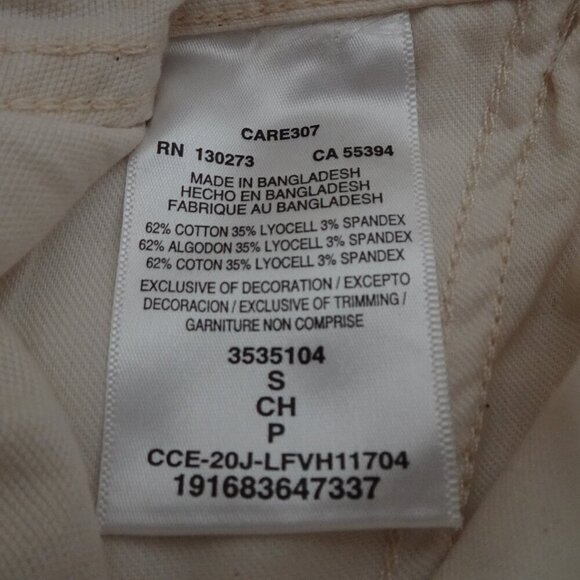 CARE307
RN 130273 CA 55394
MADE IN BANGLADESH
HECHO EN BANGLADESH
FABRIQUE AU BANGLADESH
62% COTTON 35% LYOCELL 3% SPANDEX
62% ALGODON 35% LYOCELL 3% SPANDEX
62% COTON 35% LYOCELL 3% SPANDEX
EXCLUSIVE OF DECORATION / EXCEPTO
DECORACION / EXCLUSIVE OF TRIMMING /
GARNITURE NON COMPRISE
3535104
S
CH
P
CCE-20J-LFVH11704
191683647337